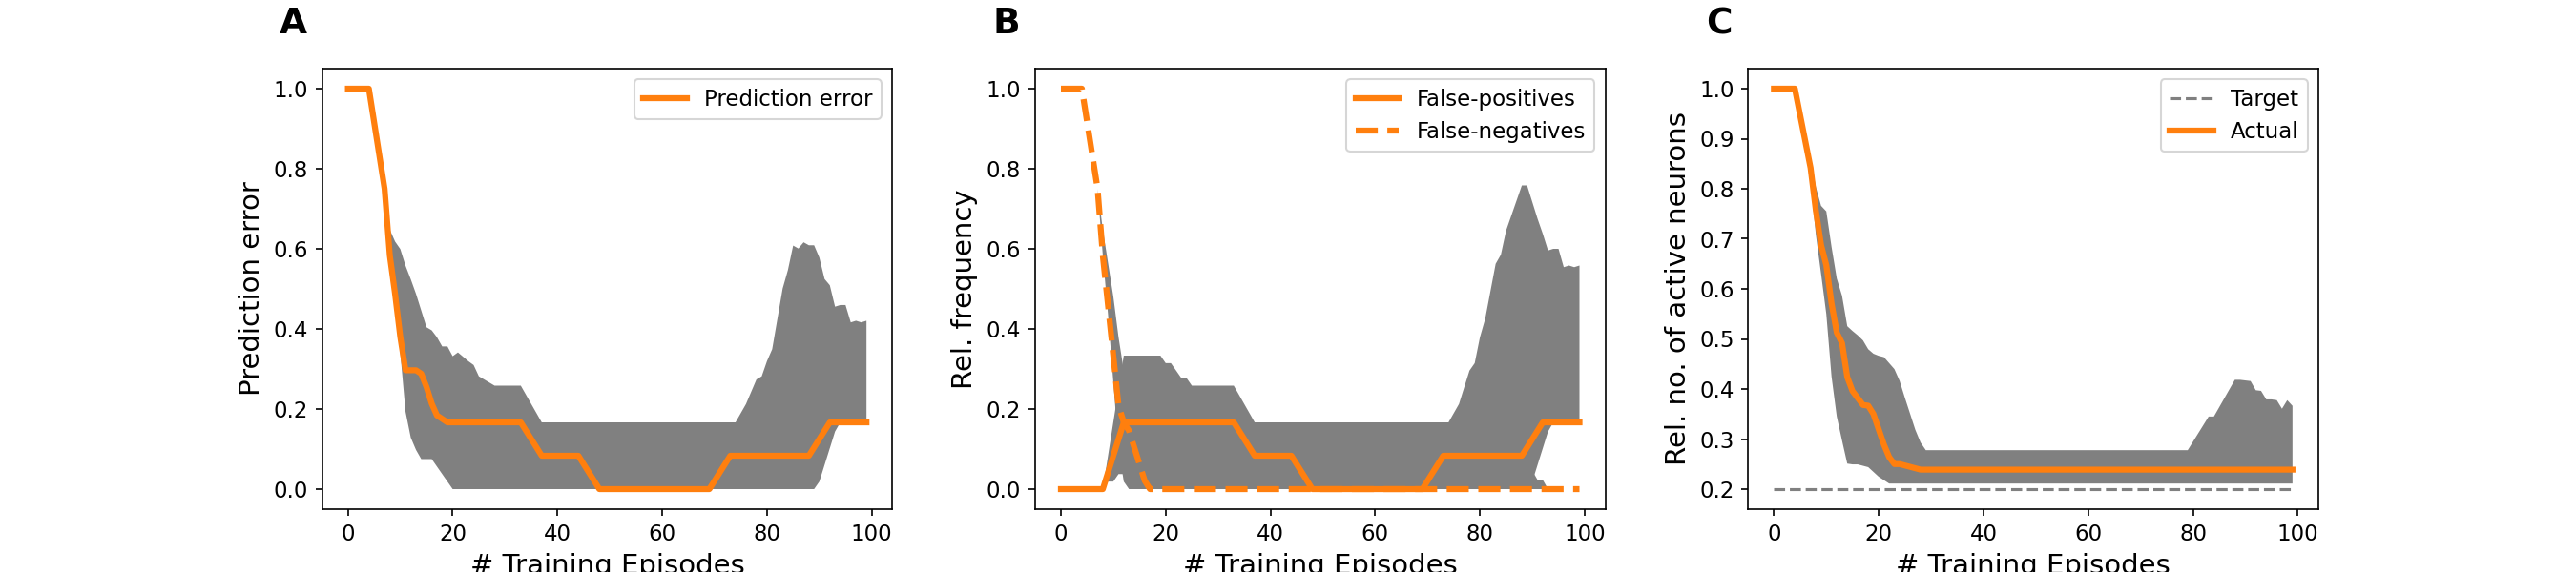 A
B
C
Prediction error
1.0
0.8
0.6
0.4
0.2
0.0
Prediction error
0
20
40
60
80
100
# Training Episodes
False-positives
False-negatives
1.0
0.8
0.6
0.4
0.2
0.0
Rel. frequency
0
20
40
60
80
100
# Training Episodes
Target
Actual
1.0
0.9
0.8
0.7
0.6
0.5
0.4
0.3
0.2
Rel. no. of active neurons
0
20
40
60
80
100
# Training Episodes